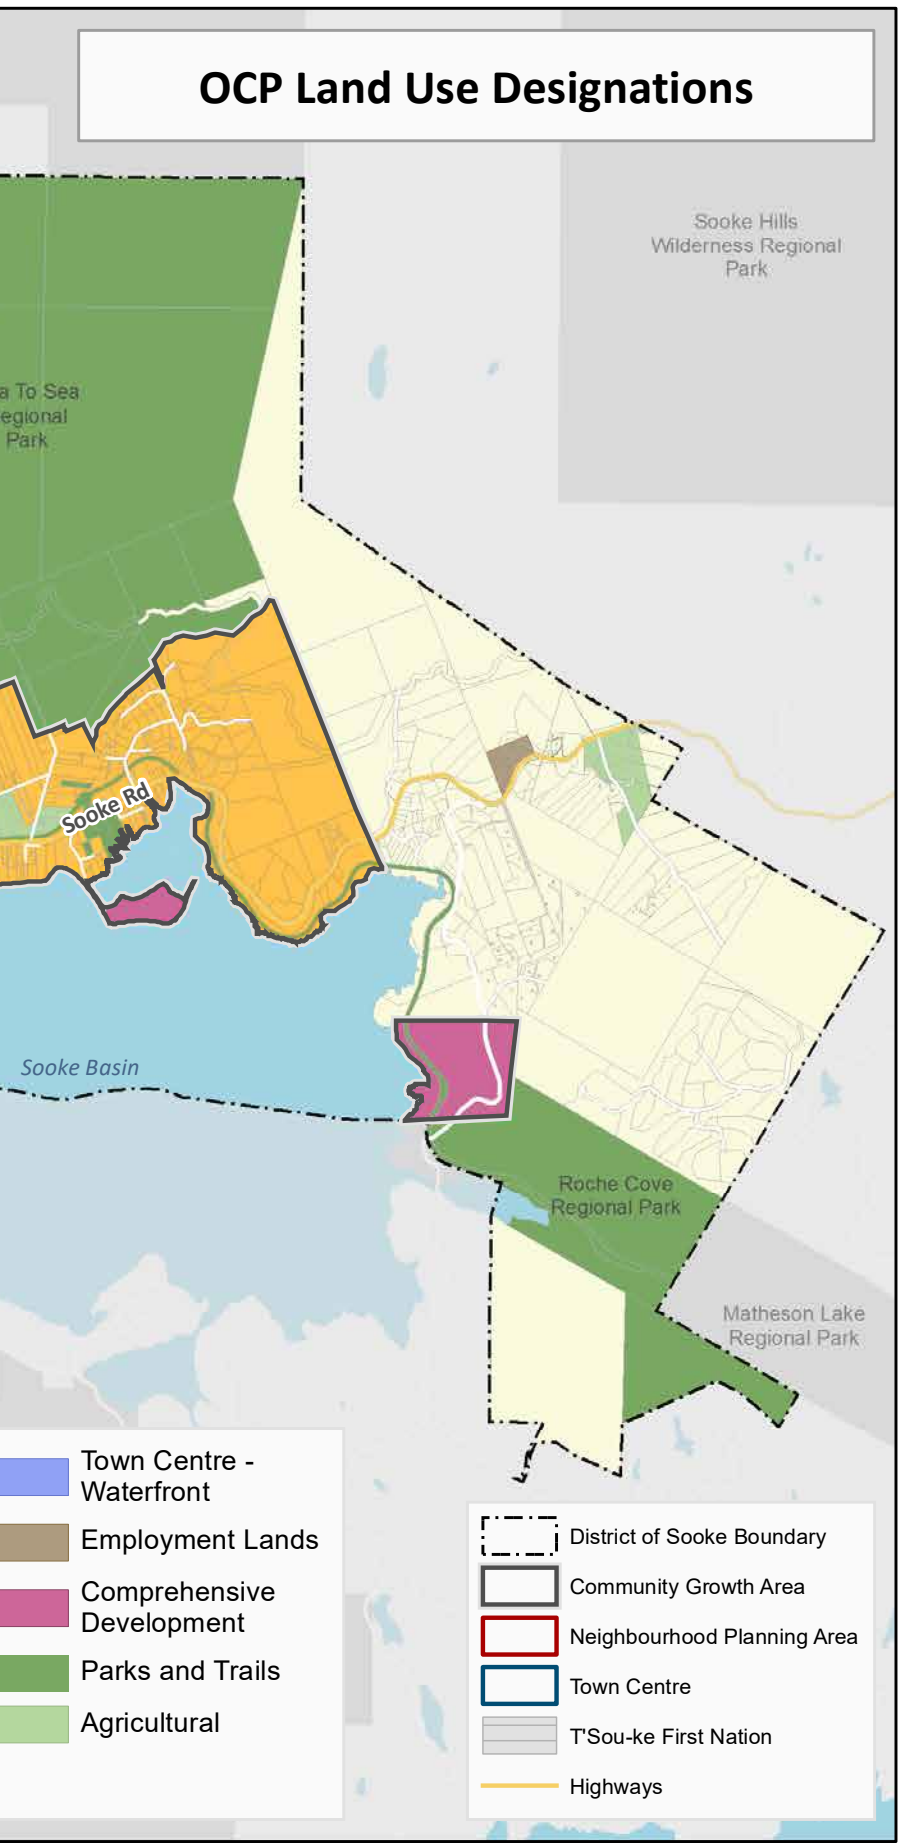 OCP Land Use Designations
Sooke Hills
Wilderness Regional
Park
a To Sea
egional
Park
Sooke Rd
Sooke Basin
Roche Cove
Regional Park
Matheson Lake
Regional Park
Town Centre -
Waterfront
Employment Lands
Comprehensive
Development
Parks and Trails
Agricultural
District of Sooke Boundary
Community Growth Area
Neighbourhood Planning Area
Town Centre
T'Sou-ke First Nation
Highways